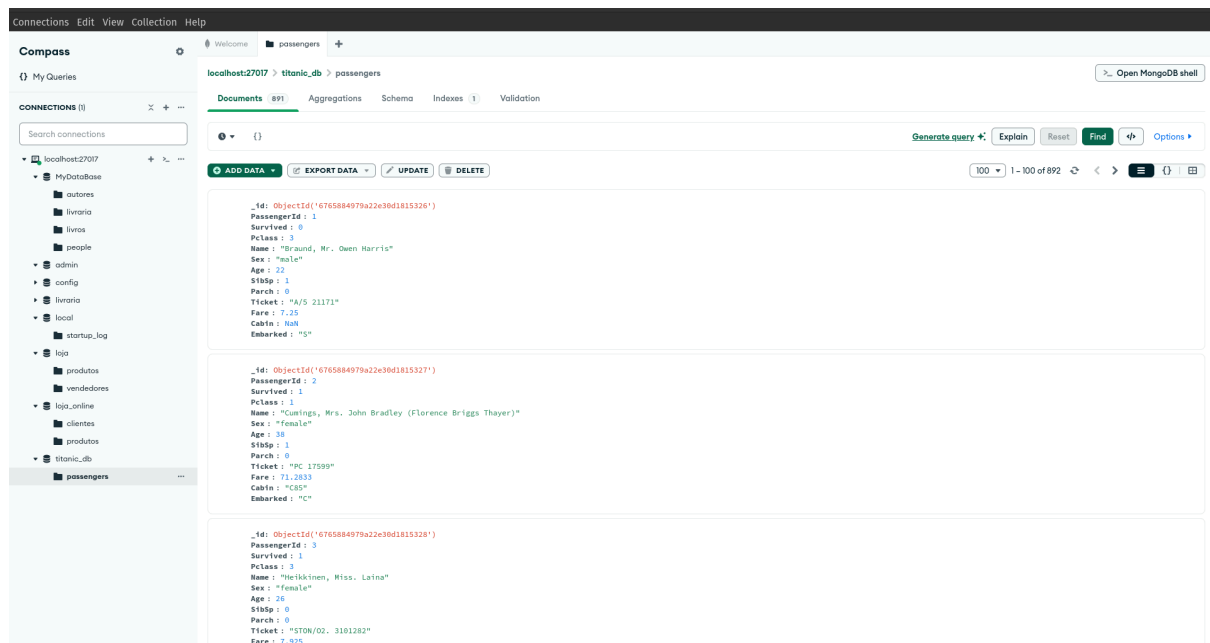 Connections Edit View Collection Help
Compass
{} My Queries
CONNECTIONS (1)
Search connections
localhost:27017
MyDataBase
autores
livraria
livros
people
admin
config
livraria
local
startup_log
loja
produtos
vendedores
loja_online
clientes
produtos
titanic_db
passengers
Welcome passengers
localhost:27017 > titanic_db > passengers
>_ Open MongoDB shell
Documents 891 Aggregations Schema Indexes 1 Validation
{} Generate query Explain Reset Find </> Options
ADD DATA EXPORT DATA UPDATE DELETE 100 1 – 100 of 892 {}
_id: ObjectId('6765884979a22e30d1815326')
PassengerId : 1
Survived : 0
Pclass : 3
Name : "Braund, Mr. Owen Harris"
Sex : "male"
Age : 22
SibSp : 1
Parch : 0
Ticket : "A/5 21171"
Fare : 7.25
Cabin : NaN
Embarked : "S"
_id: ObjectId('6765884979a22e30d1815327')
PassengerId : 2
Survived : 1
Pclass : 1
Name : "Cumings, Mrs. John Bradley (Florence Briggs Thayer)"
Sex : "female"
Age : 38
SibSp : 1
Parch : 0
Ticket : "PC 17599"
Fare : 71.2833
Cabin : "C85"
Embarked : "C"
_id: ObjectId('6765884979a22e30d1815328')
PassengerId : 3
Survived : 1
Pclass : 3
Name : "Heikkinen, Miss. Laina"
Sex : "female"
Age : 26
SibSp : 0
Parch : 0
Ticket : "STON/O2. 3101282"
Fare : 7.925